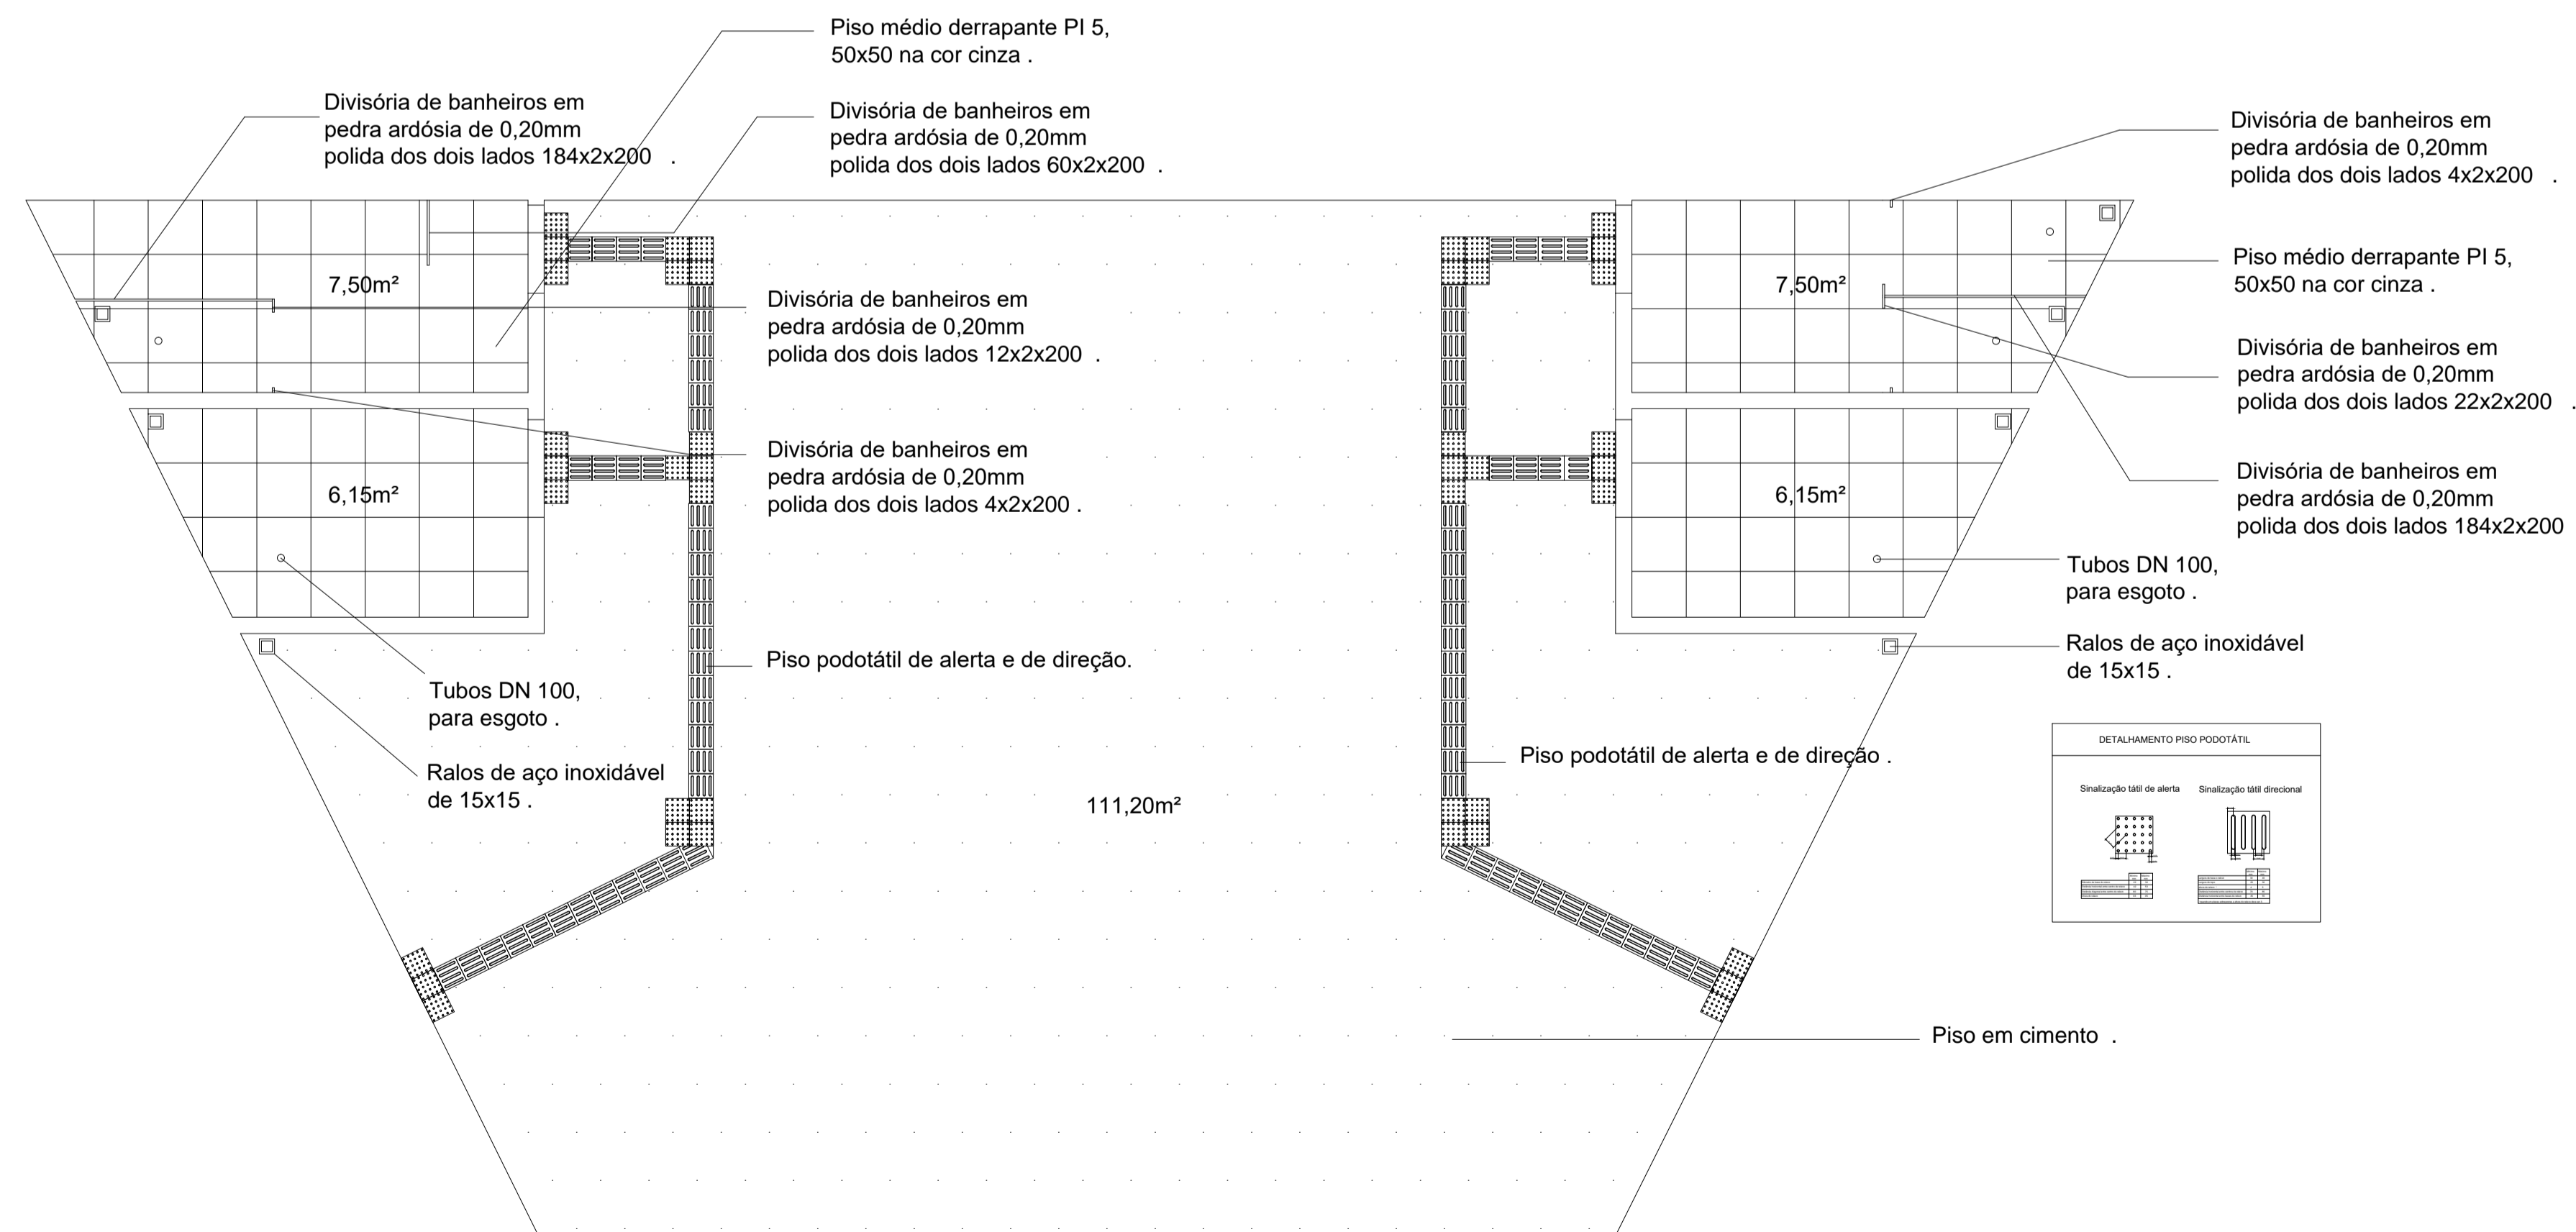 Piso médio derrapante PI 5,
50x50 na cor cinza .
Divisória de banheiros em
pedra ardósia de 0,20mm
polida dos dois lados 184x2x200 .
Divisória de banheiros em
pedra ardósia de 0,20mm
polida dos dois lados 60x2x200 .
Divisória de banheiros em
pedra ardósia de 0,20mm
polida dos dois lados 4x2x200 .
7,50m²
Divisória de banheiros em
pedra ardósia de 0,20mm
polida dos dois lados 12x2x200 .
7,50m²
Piso médio derrapante PI 5,
50x50 na cor cinza .
Divisória de banheiros em
pedra ardósia de 0,20mm
polida dos dois lados 22x2x200 .
6,15m²
Divisória de banheiros em
pedra ardósia de 0,20mm
polida dos dois lados 4x2x200 .
6,15m²
Divisória de banheiros em
pedra ardósia de 0,20mm
polida dos dois lados 184x2x200
Tubos DN 100,
para esgoto .
Ralos de aço inoxidável
de 15x15 .
Piso podotátil de alerta e de direção.
Tubos DN 100,
para esgoto .
Ralos de aço inoxidável
de 15x15 .
Piso podotátil de alerta e de direção .
111,20m²
DETALHAMENTO PISO PODOTÁTIL
Sinalização tátil de alerta
Sinalização tátil direcional
Piso em cimento .